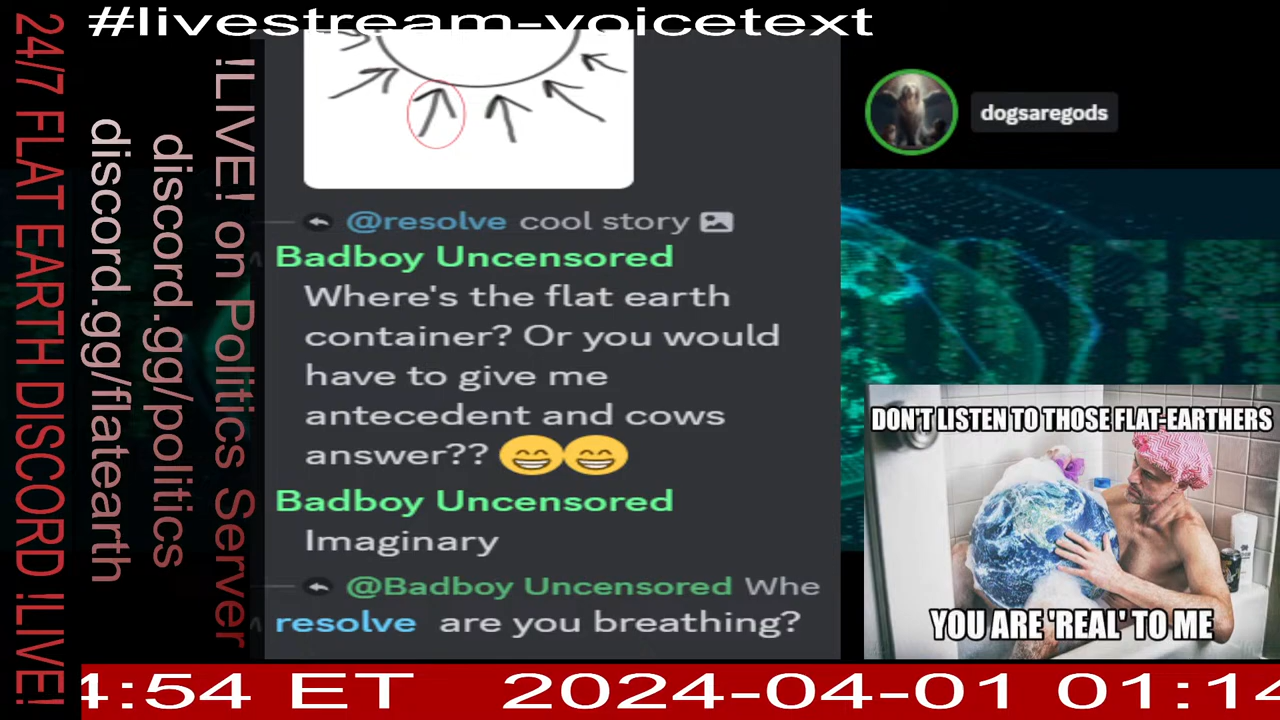 #livestream-voicetext
24/7 FLAT EARTH DISCORD !LIVE!
discord.gg/flatearth
discord.gg/politics
!LIVE! on Politics Server
@resolve cool story
Badboy Uncensored
Where's the flat earth
container? Or you would
have to give me
antecedent and cows
answer?? 😁😁
Badboy Uncensored
Imaginary
@Badboy Uncensored Whe
resolve are you breathing?
dogsaregods
DON'T LISTEN TO THOSE FLAT-EARTHERS
YOU ARE 'REAL' TO ME
4:54 ET 2024-04-01 01:14